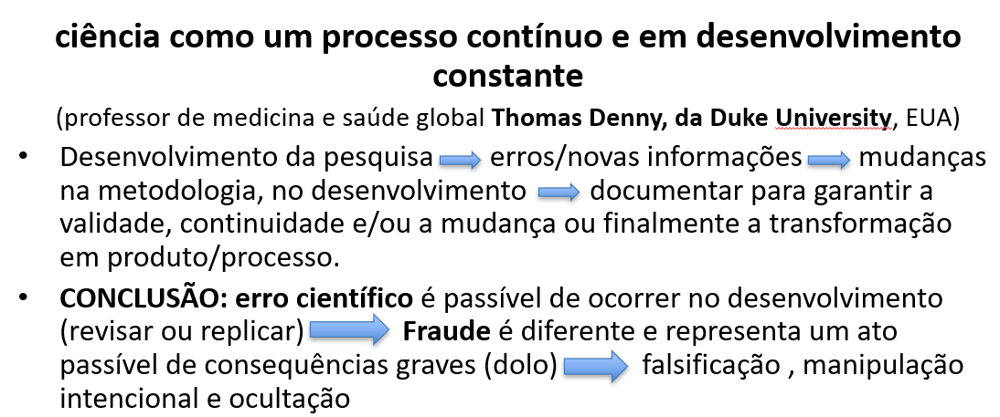 ciência como um processo contínuo e em desenvolvimento
constante
(professor de medicina e saúde global Thomas Denny, da Duke University, EUA)
• Desenvolvimento da pesquisa erros/novas informações mudanças
na metodologia, no desenvolvimento documentar para garantir a
validade, continuidade e/ou a mudança ou finalmente a transformação
em produto/processo.
• CONCLUSÃO: erro científico é passível de ocorrer no desenvolvimento
(revisar ou replicar) Fraude é diferente e representa um ato
passível de consequências graves (dolo) falsificação , manipulação
intencional e ocultação